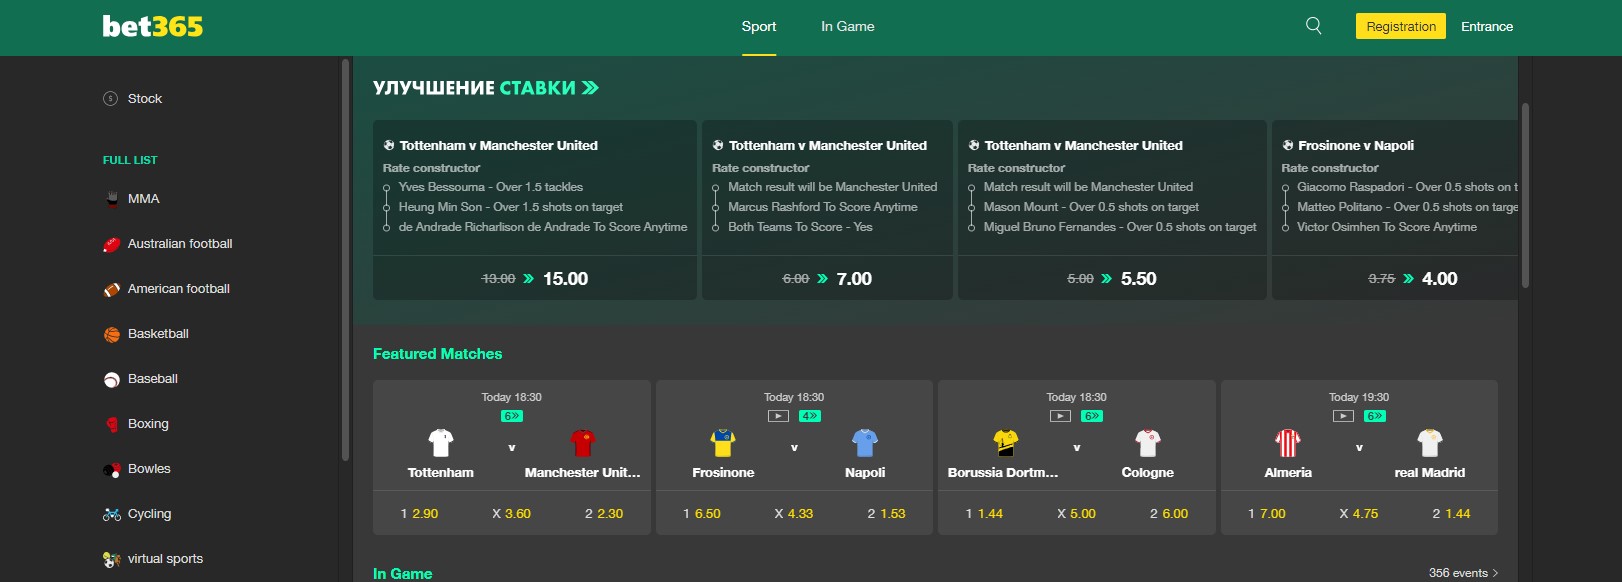 bet365
Sport
In Game
Registration
Entrance
Stock
FULL LIST
MMA
Australian football
American football
Basketball
Baseball
Boxing
Bowles
Cycling
virtual sports
УЛУЧШЕНИЕ СТАВКИ »
Tottenham v Manchester United
Rate constructor
Yves Bessouma - Over 1.5 tackles
Heung Min Son - Over 1.5 shots on target
de Andrade Richarlison de Andrade To Score Anytime
13.00 » 15.00
Tottenham v Manchester United
Rate constructor
Match result will be Manchester United
Marcus Rashford To Score Anytime
Both Teams To Score - Yes
6.00 » 7.00
Tottenham v Manchester United
Rate constructor
Match result will be Manchester United
Mason Mount - Over 0.5 shots on target
Miguel Bruno Fernandes - Over 0.5 shots on target
5.00 » 5.50
Frosinone v Napoli
Rate constructor
Giacomo Raspadori - Over 0.5 shots on t
Matteo Politano - Over 0.5 shots on targe
Victor Osimhen To Score Anytime
3.75 » 4.00
Featured Matches
Today 18:30
6»
v
Tottenham
Manchester Unit...
1 2.90
X 3.60
2 2.30
Today 18:30
4»
v
Frosinone
Napoli
1 6.50
X 4.33
2 1.53
Today 18:30
6»
v
Borussia Dortm...
Cologne
1 1.44
X 5.00
2 6.00
Today 19:30
6»
v
Almeria
real Madrid
1 7.00
X 4.75
2 1.44
In Game
356 events >